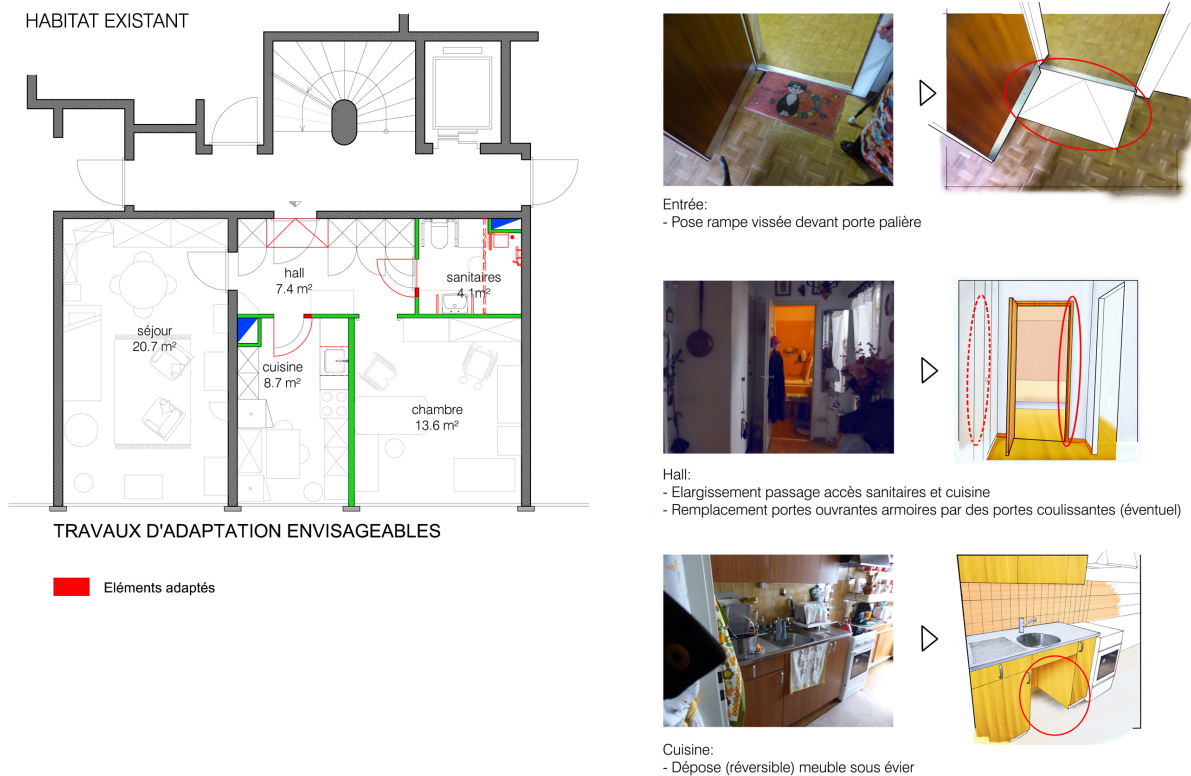 HABITAT EXISTANT
hall
7.4 m²
sanitaires
4.1m²
séjour
20.7 m²
cuisine
8.7 m²
chambre
13.6 m²
TRAVAUX D'ADAPTATION ENVISAGEABLES
Eléments adaptés
Entrée:
- Pose rampe vissée devant porte palière
Hall:
- Elargissement passage accès sanitaires et cuisine
- Remplacement portes ouvrantes armoires par des portes coulissantes (éventuel)
Cuisine:
- Dépose (réversible) meuble sous évier